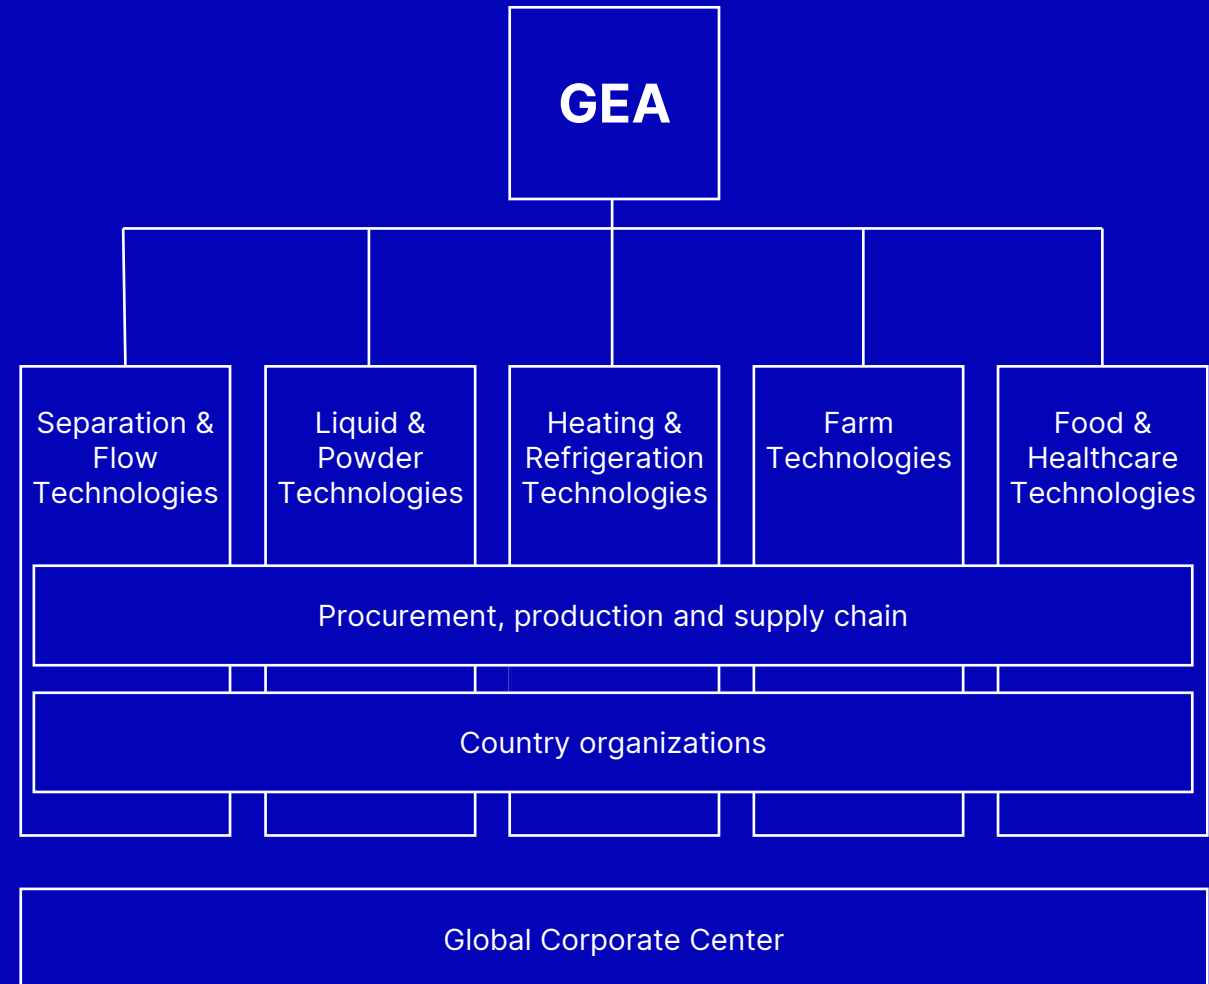 GEA
Separation &
Flow
Technologies
Liquid &
Powder
Technologies
Heating &
Refrigeration
Technologies
Farm
Technologies
Food &
Healthcare
Technologies
Procurement, production and supply chain
Country organizations
Global Corporate Center